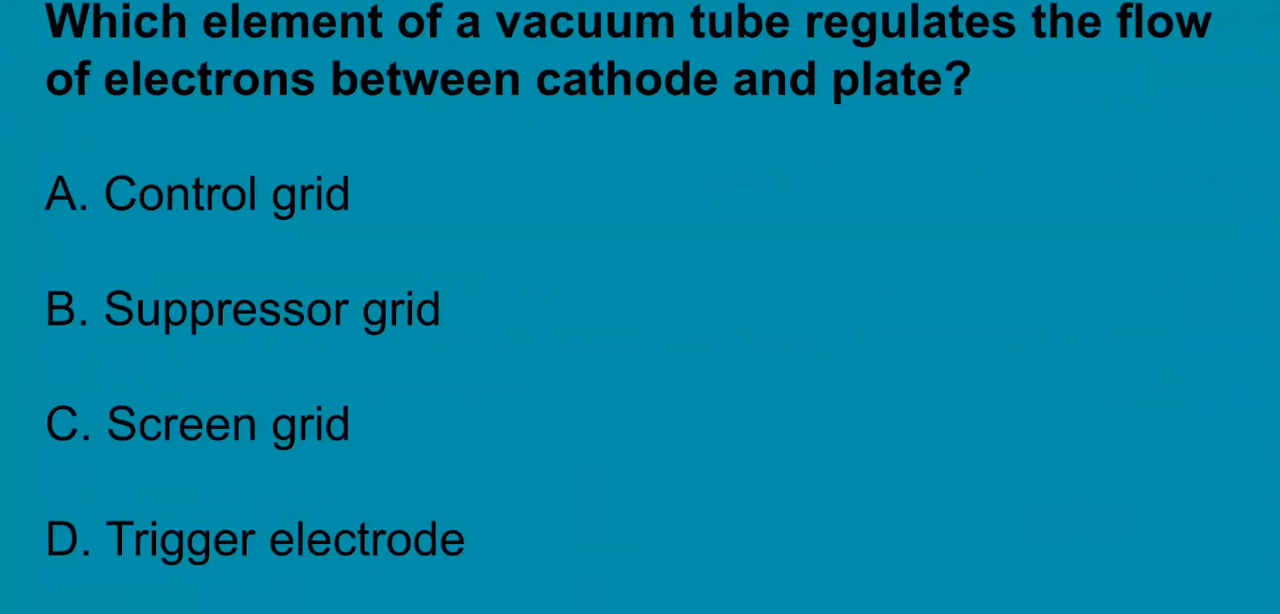 Which element of a vacuum tube regulates the flow
of electrons between cathode and plate?
A. Control grid
B. Suppressor grid
C. Screen grid
D. Trigger electrode